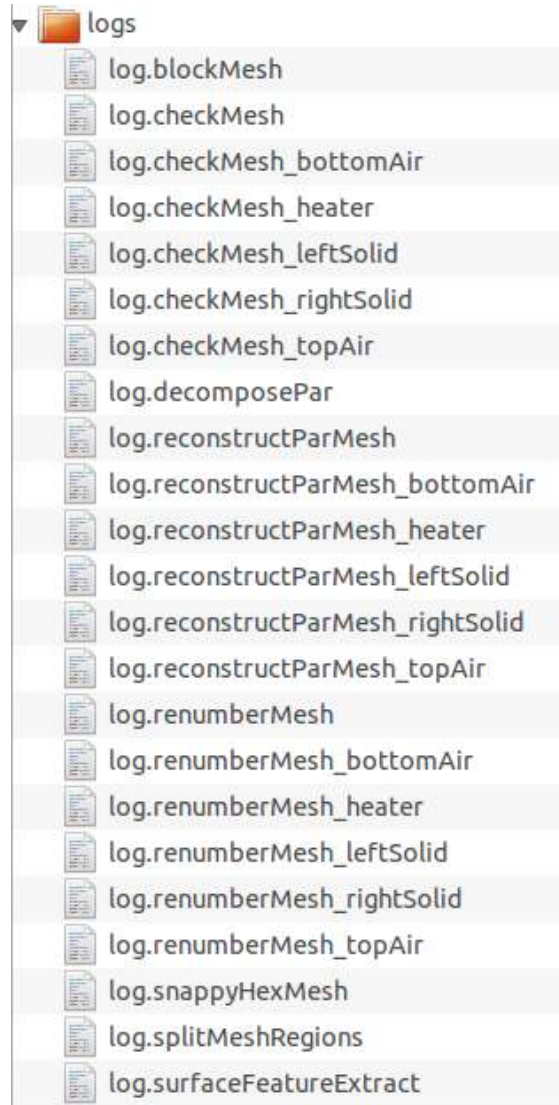 logs
log.blockMesh
log.checkMesh
log.checkMesh_bottomAir
log.checkMesh_heater
log.checkMesh_leftSolid
log.checkMesh_rightSolid
log.checkMesh_topAir
log.decomposePar
log.reconstructParMesh
log.reconstructParMesh_bottomAir
log.reconstructParMesh_heater
log.reconstructParMesh_leftSolid
log.reconstructParMesh_rightSolid
log.reconstructParMesh_topAir
log.renumberMesh
log.renumberMesh_bottomAir
log.renumberMesh_heater
log.renumberMesh_leftSolid
log.renumberMesh_rightSolid
log.renumberMesh_topAir
log.snappyHexMesh
log.splitMeshRegions
log.surfaceFeatureExtract